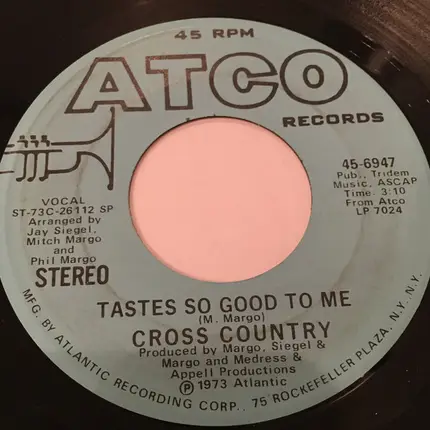 45 RPM
ATCO
RECORDS
45-6947
Pub., Tridem
Music, ASCAP
Time: 3:10
From Atco
LP 7024
VOCAL
ST-73C-26112 SP
Arranged by
Jay Siegel,
Mitch Margo
and
Phil Margo
STEREO
TASTES SO GOOD TO ME
(M. Margo)
CROSS COUNTRY
Produced by Margo, Siegel &
Margo and Medress &
Appell Productions
℗ 1973 Atlantic
MFG. BY ATLANTIC RECORDING CORP., 75 ROCKEFELLER PLAZA, N.Y. N.Y.